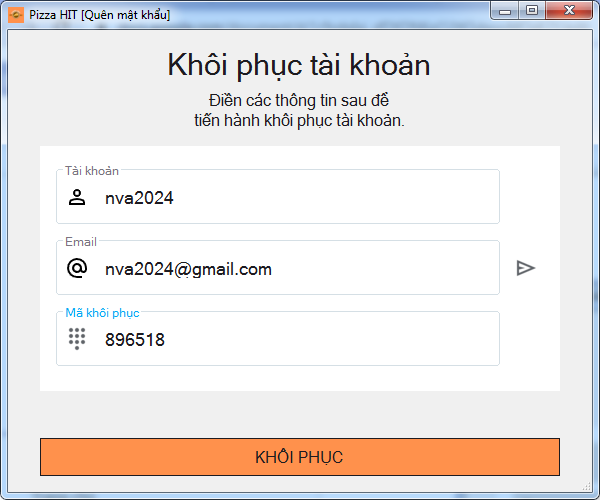 Pizza HIT [Quên mật khẩu]
Khôi phục tài khoản
Điền các thông tin sau để
tiến hành khôi phục tài khoản.
Tài khoản
nva2024
Email
nva2024@gmail.com
Mã khôi phục
896518
KHÔI PHỤC